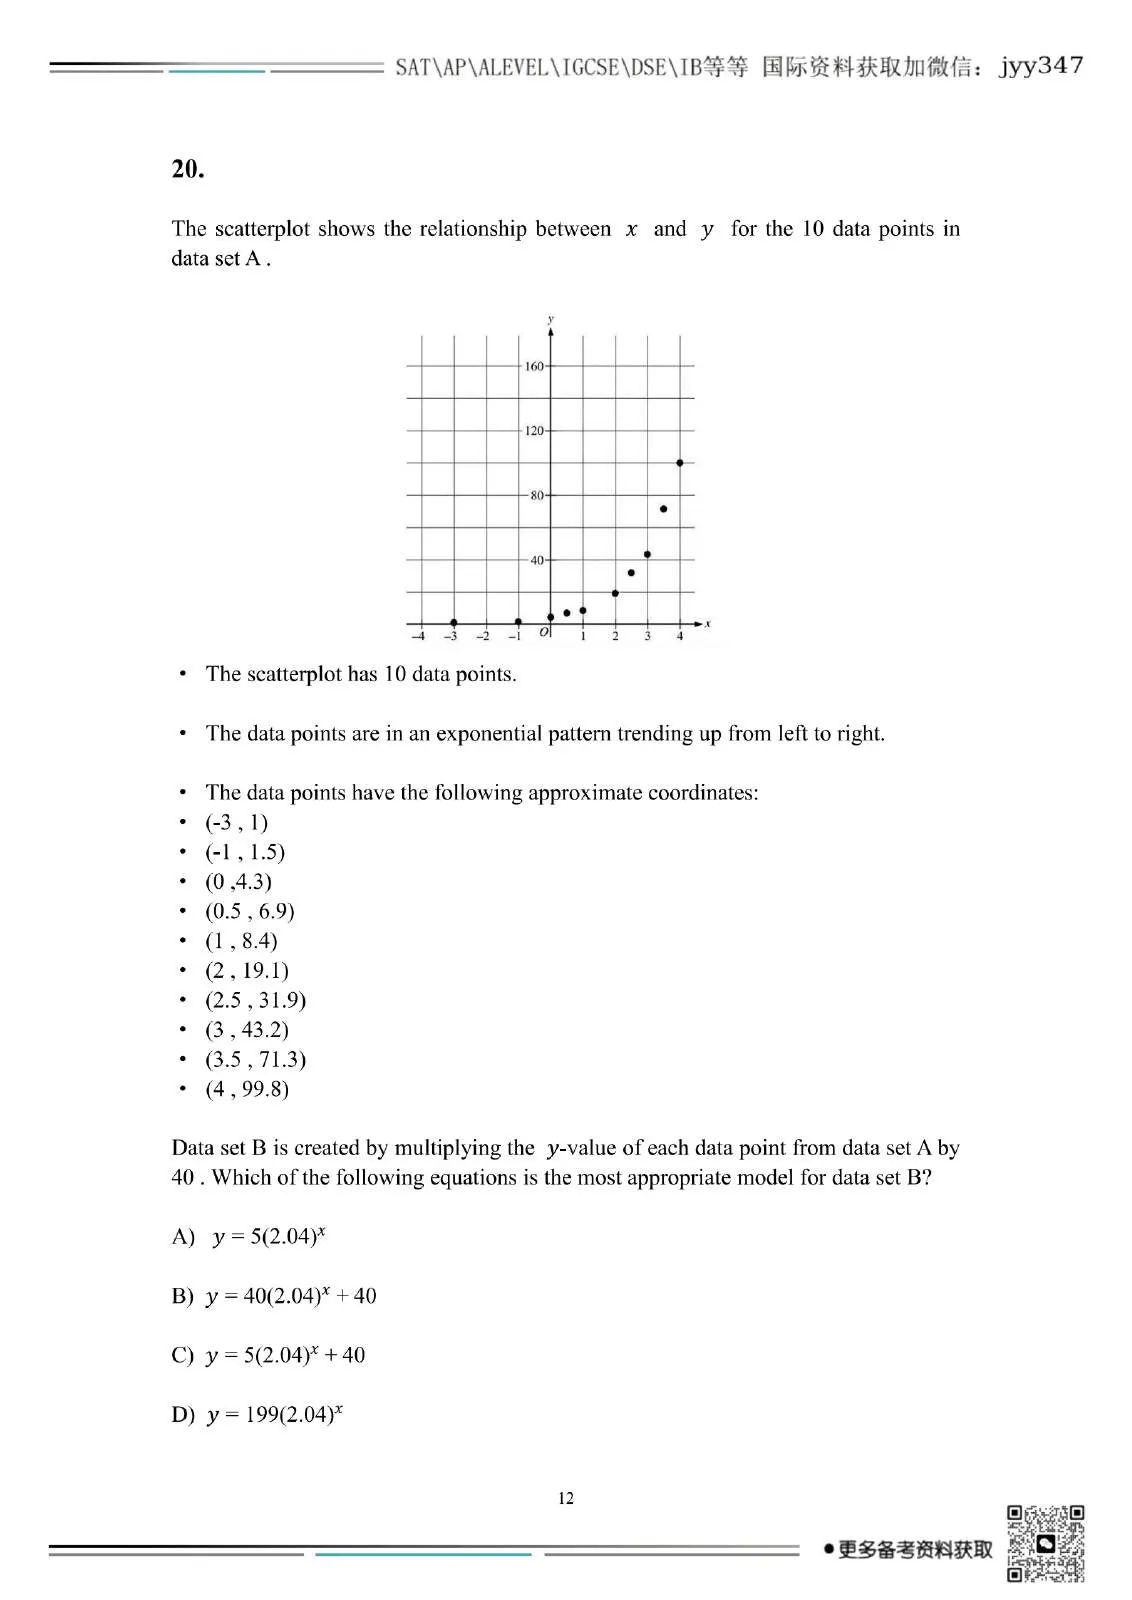 SAT\AP\ALEVEL\IGCSE\DSE\IB等等 国际资料获取加微信：jyy347
20.
The scatterplot shows the relationship between x and y for the 10 data points in
data set A .
y
160
120
80
40
-4 -3 -2 -1 O 1 2 3 4 x
• The scatterplot has 10 data points.
• The data points are in an exponential pattern trending up from left to right.
• The data points have the following approximate coordinates:
• (-3 , 1)
• (-1 , 1.5)
• (0 ,4.3)
• (0.5 , 6.9)
• (1 , 8.4)
• (2 , 19.1)
• (2.5 , 31.9)
• (3 , 43.2)
• (3.5 , 71.3)
• (4 , 99.8)
Data set B is created by multiplying the y-value of each data point from data set A by
40 . Which of the following equations is the most appropriate model for data set B?
A) y = 5(2.04)ˣ
B) y = 40(2.04)ˣ + 40
C) y = 5(2.04)ˣ + 40
D) y = 199(2.04)ˣ
12
●更多备考资料获取